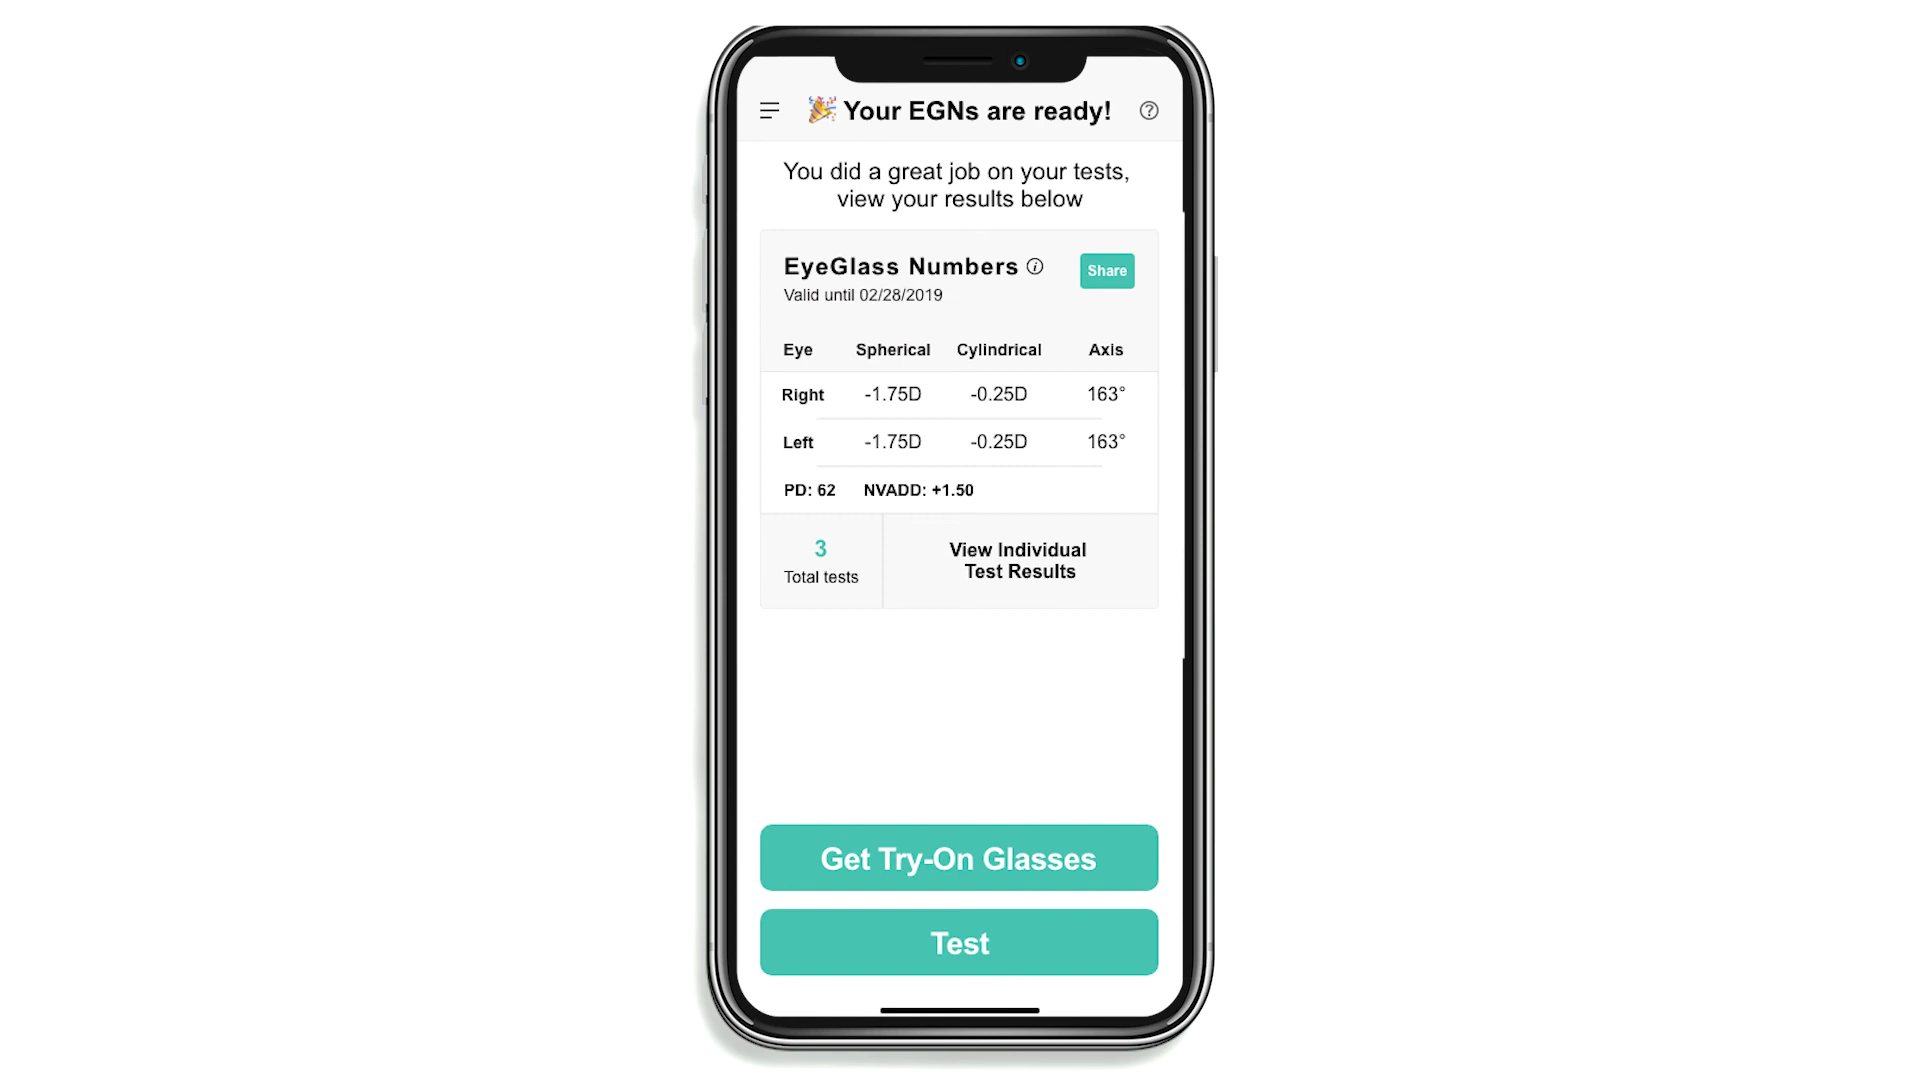 Your EGNs are ready!
You did a great job on your tests,
view your results below
EyeGlass Numbers
Share
Valid until 02/28/2019
Eye Spherical Cylindrical Axis
Right -1.75D -0.25D 163°
Left -1.75D -0.25D 163°
PD: 62 NVADD: +1.50
3
Total tests
View Individual
Test Results
Get Try-On Glasses
Test